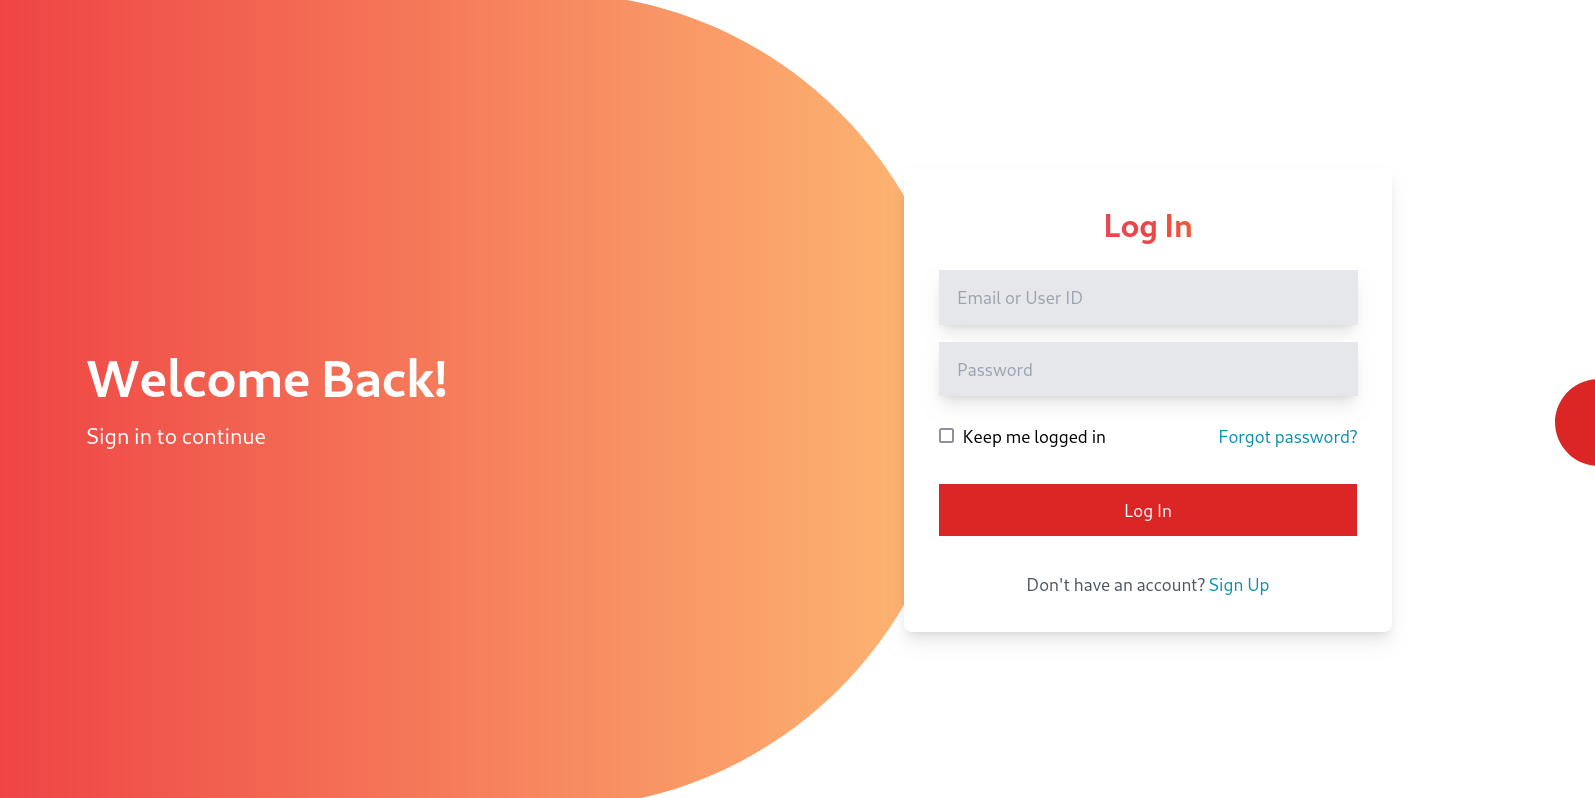 Welcome Back!
Sign in to continue
Log In
Email or User ID
Password
Keep me logged in
Forgot password?
Log In
Don't have an account? Sign Up